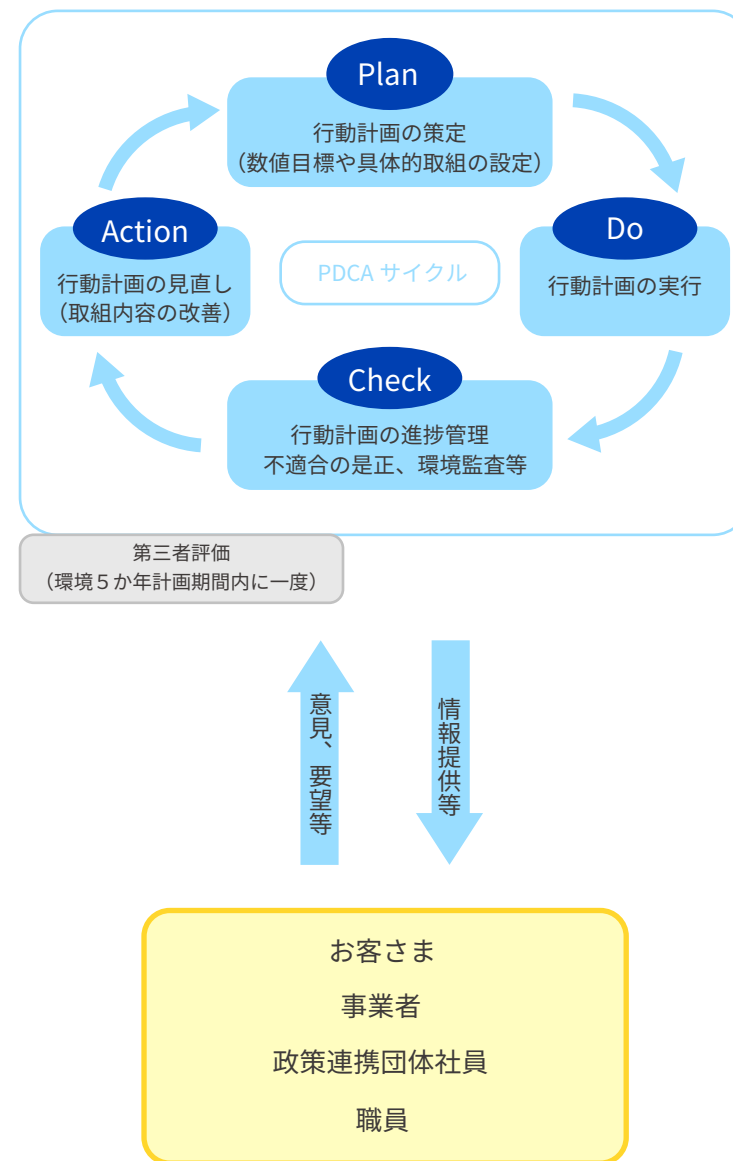 Plan
行動計画の策定
（数値目標や具体的取組の設定）
Action
行動計画の見直し
（取組内容の改善）
PDCA サイクル
Do
行動計画の実行
Check
行動計画の進捗管理
不適合の是正、環境監査等
第三者評価
（環境５か年計画期間内に一度）
意見、要望等
情報提供等
お客さま
事業者
政策連携団体社員
職員